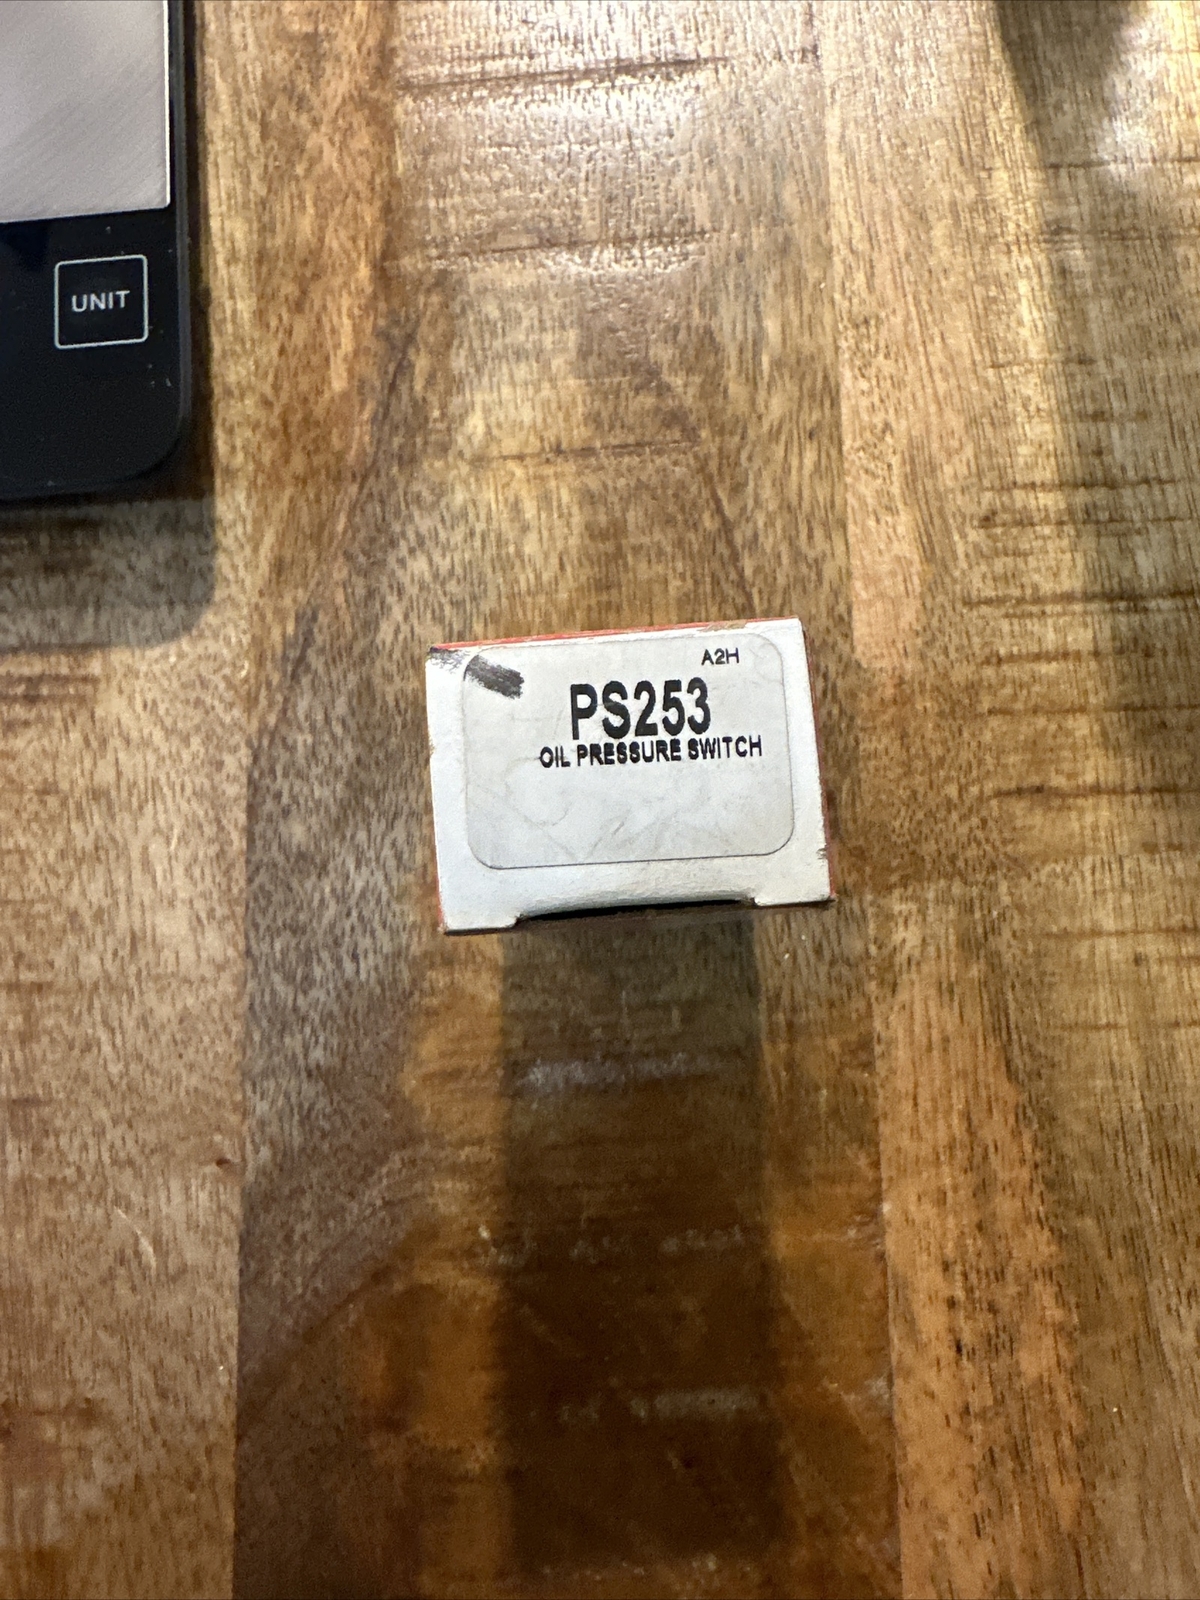 UNIT
A2H
PS253
OIL PRESSURE SWITCH